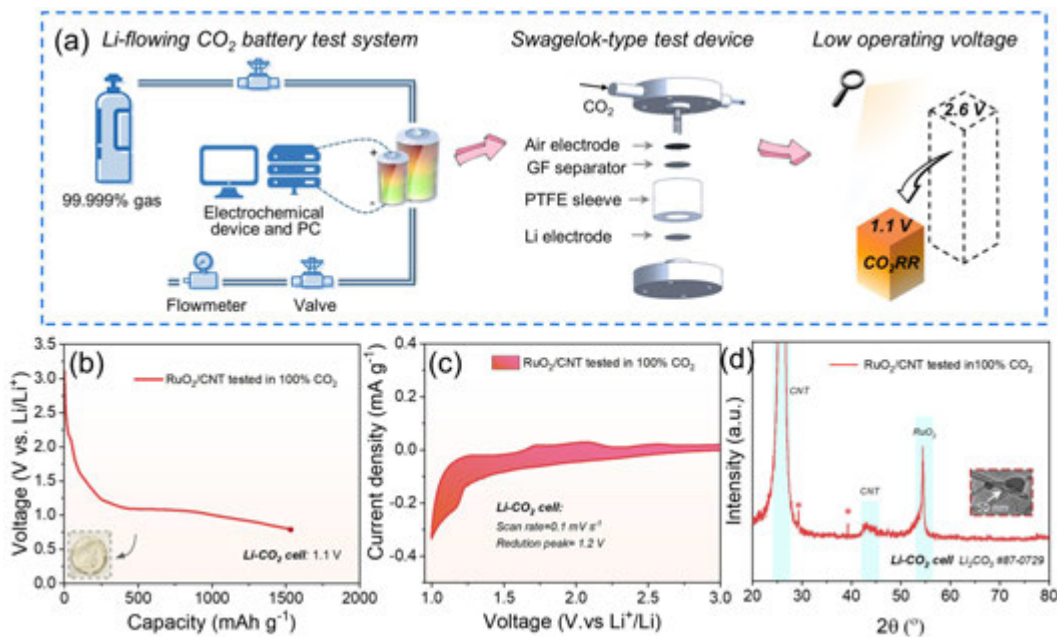 (a) Li-flowing CO₂ battery test system
Swagelok-type test device
Low operating voltage
99.999% gas
Electrochemical
device and PC
+
-
Flowmeter
Valve
CO₂
Air electrode
GF separator
PTFE sleeve
Li electrode
2.6 V
1.1 V
CO₂RR
(b)
RuO₂/CNT tested in 100% CO₂
Voltage (V vs. Li/Li⁺)
3.5
3.0
2.5
2.0
1.5
1.0
0.5
0.0
Li-CO₂ cell: 1.1 V
0 500 1000 1500 2000
Capacity (mAh g⁻¹)
(c)
RuO₂/CNT tested in 100% CO₂
Current density (mA g⁻¹)
0.4
0.2
0.0
-0.2
-0.4
Li-CO₂ cell:
Scan rate=0.1 mV s⁻¹
Redution peak= 1.2 V
1.0 1.5 2.0 2.5 3.0
Voltage (V.vs Li⁺/Li)
(d)
RuO₂/CNT tested in100% CO₂
Intensity (a.u.)
CNT
CNT
RuO₂
Li-CO₂ cell Li₂CO₃ #87-0729
20 30 40 50 60 70 80
2θ (°)